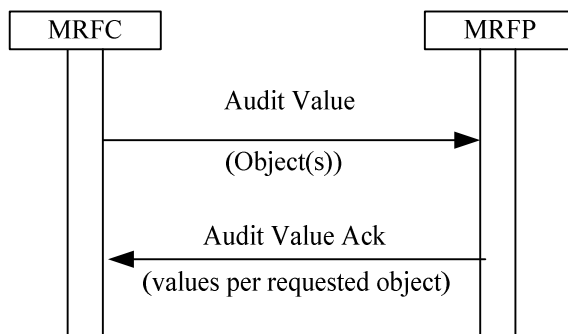 MRFC
MRFP
Audit Value
(Object(s))
Audit Value Ack
(values per requested object)